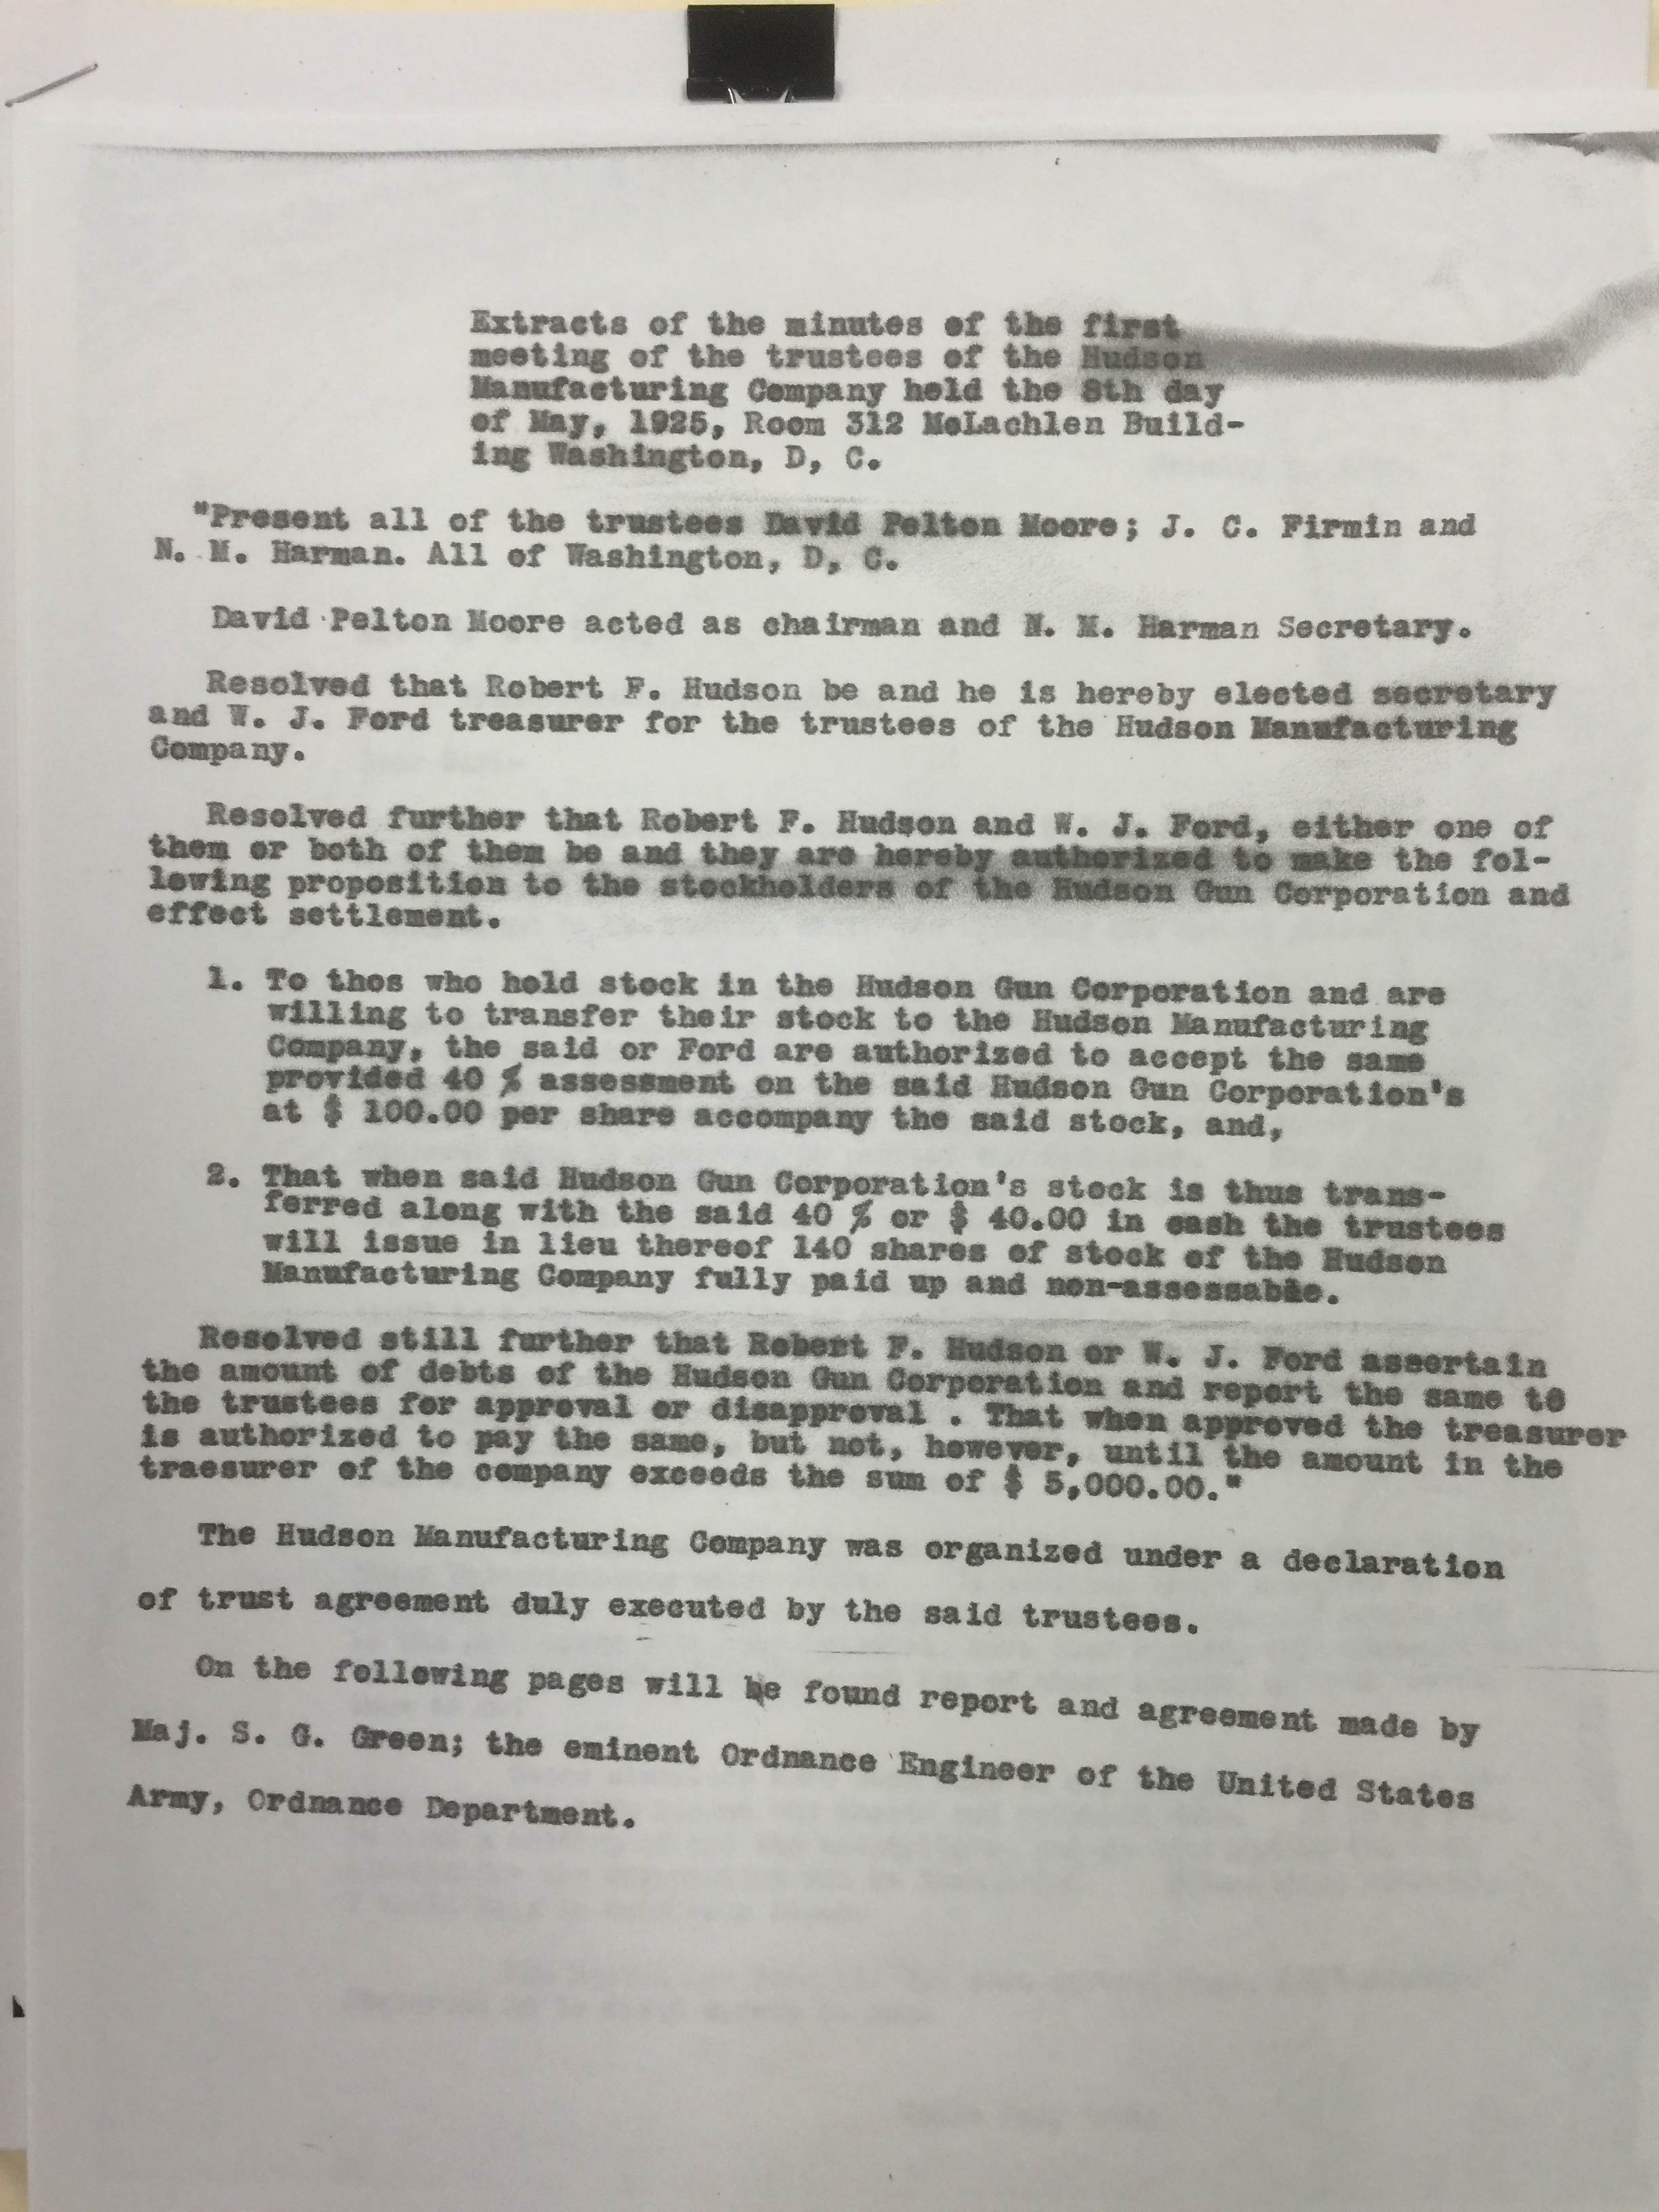 Extracts of the minutes of the first
meeting of the trustees of the Hudson
Manufacturing Company held the 8th day
of May, 1925, Room 312 McLachlen Build-
ing Washington, D, C.
"Present all of the trustees David Pelton Moore; J. C. Firmin and
N. M. Harman. All of Washington, D, C.
David Pelton Moore acted as chairman and N. M. Harman Secretary.
Resolved that Robert F. Hudson be and he is hereby elected secretary
and W. J. Ford treasurer for the trustees of the Hudson Manufacturing
Company.
Resolved further that Robert F. Hudson and W. J. Ford, either one of
them or both of them be and they are hereby authorized to make the fol-
lowing proposition to the stockholders of the Hudson Gun Corporation and
effect settlement.
1. To thos who hold stock in the Hudson Gun Corporation and are
willing to transfer their stock to the Hudson Manufacturing
Company, the said or Ford are authorized to accept the same
provided 40 % assessment on the said Hudson Gun Corporation's
at $ 100.00 per share accompany the said stock, and,
2. That when said Hudson Gun Corporation's stock is thus trans-
ferred along with the said 40 % or $ 40.00 in cash the trustees
will issue in lieu thereof 140 shares of stock of the Hudson
Manufacturing Company fully paid up and non-assessable.
Resolved still further that Robert F. Hudson or W. J. Ford assertain
the amount of debts of the Hudson Gun Corporation and report the same to
the trustees for approval or disapproval . That when approved the treasurer
is authorized to pay the same, but not, however, until the amount in the
traesurer of the company exceeds the sum of $ 5,000.00."
The Hudson Manufacturing Company was organized under a declaration
of trust agreement duly executed by the said trustees.
On the following pages will be found report and agreement made by
Maj. S. G. Green; the eminent Ordnance Engineer of the United States
Army, Ordnance Department.